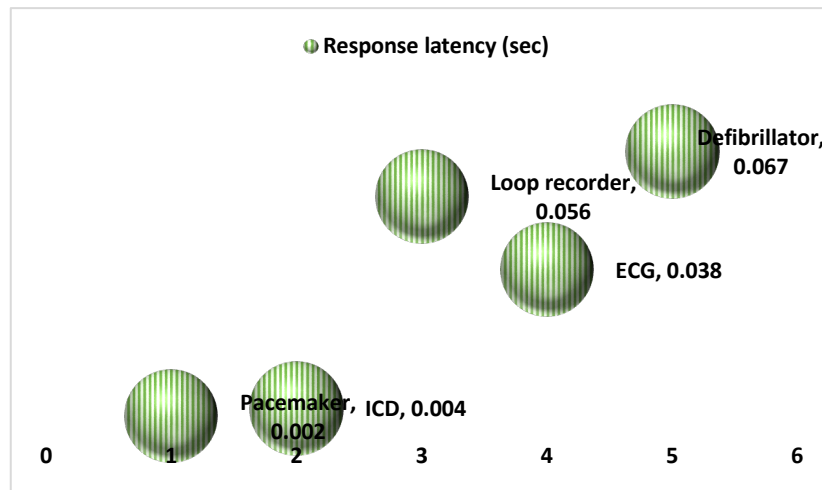 Response latency (sec)
Defibrillator,
0.067
Loop recorder,
0.056
ECG, 0.038
Pacemaker,
0.002
ICD, 0.004
0 1 2 3 4 5 6